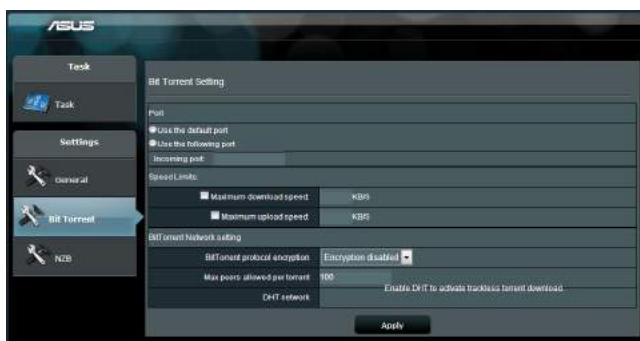 ASUS
Task
Task
Settings
General
Bit Torrent
NZB
Bit Torrent Setting
Port
Use the default port
Use the following port
Incoming port:
Speed Limits:
Maximum download speed: KB/S
Maximum upload speed: KB/S
BitTorrent Network setting
BitTorrent protocol encryption Encryption disabled
Max peers allowed per torrent 100
DHT network Enable DHT to activate trackless torrent download.
Apply